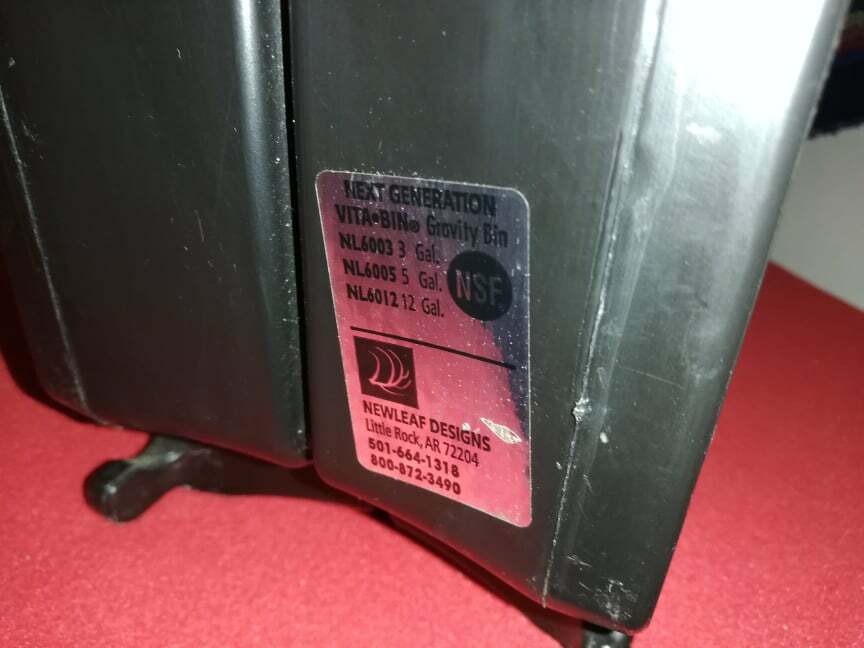 NEXT GENERATION
VITA•BIN® Gravity Bin
NL6003 3 Gal.
NL6005 5 Gal.
NL6012 12 Gal.
NSF
NEWLEAF DESIGNS
Little Rock, AR 72204
501-664-1318
800-872-3490